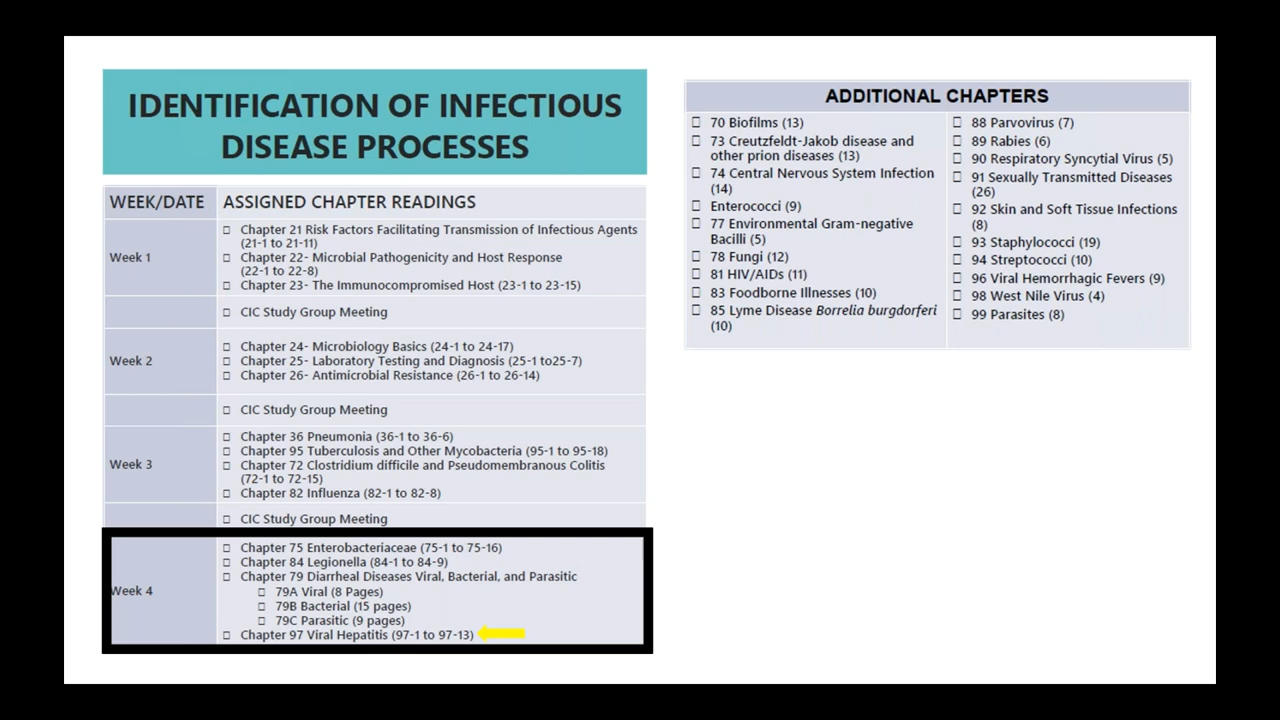 IDENTIFICATION OF INFECTIOUS
DISEASE PROCESSES
WEEK/DATE ASSIGNED CHAPTER READINGS
Week 1
Chapter 21 Risk Factors Facilitating Transmission of Infectious Agents
(21-1 to 21-11)
Chapter 22- Microbial Pathogenicity and Host Response
(22-1 to 22-8)
Chapter 23- The Immunocompromised Host (23-1 to 23-15)
CIC Study Group Meeting
Week 2
Chapter 24- Microbiology Basics (24-1 to 24-17)
Chapter 25- Laboratory Testing and Diagnosis (25-1 to25-7)
Chapter 26- Antimicrobial Resistance (26-1 to 26-14)
CIC Study Group Meeting
Week 3
Chapter 36 Pneumonia (36-1 to 36-6)
Chapter 95 Tuberculosis and Other Mycobacteria (95-1 to 95-18)
Chapter 72 Clostridium difficile and Pseudomembranous Colitis
(72-1 to 72-15)
Chapter 82 Influenza (82-1 to 82-8)
CIC Study Group Meeting
Week 4
Chapter 75 Enterobacteriaceae (75-1 to 75-16)
Chapter 84 Legionella (84-1 to 84-9)
Chapter 79 Diarrheal Diseases Viral, Bacterial, and Parasitic
79A Viral (8 Pages)
79B Bacterial (15 pages)
79C Parasitic (9 pages)
Chapter 97 Viral Hepatitis (97-1 to 97-13)
ADDITIONAL CHAPTERS
70 Biofilms (13)
73 Creutzfeldt-Jakob disease and
other prion diseases (13)
74 Central Nervous System Infection
(14)
Enterococci (9)
77 Environmental Gram-negative
Bacilli (5)
78 Fungi (12)
81 HIV/AIDs (11)
83 Foodborne Illnesses (10)
85 Lyme Disease Borrelia burgdorferi
(10)
88 Parvovirus (7)
89 Rabies (6)
90 Respiratory Syncytial Virus (5)
91 Sexually Transmitted Diseases
(26)
92 Skin and Soft Tissue Infections
(8)
93 Staphylococci (19)
94 Streptococci (10)
96 Viral Hemorrhagic Fevers (9)
98 West Nile Virus (4)
99 Parasites (8)